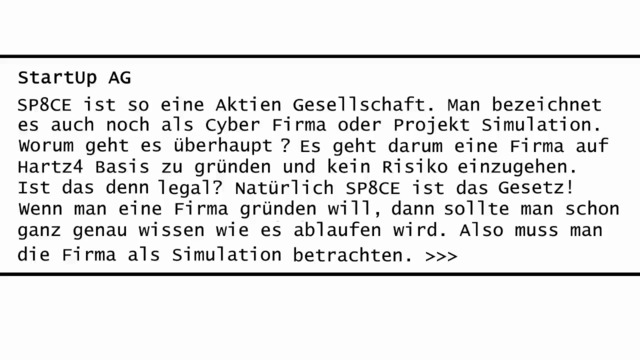 StartUp AG
SP8CE ist so eine Aktien Gesellschaft. Man bezeichnet
es auch noch als Cyber Firma oder Projekt Simulation.
Worum geht es überhaupt ? Es geht darum eine Firma auf
Hartz4 Basis zu gründen und kein Risiko einzugehen.
Ist das denn legal? Natürlich SP8CE ist das Gesetz!
Wenn man eine Firma gründen will, dann sollte man schon
ganz genau wissen wie es ablaufen wird. Also muss man
die Firma als Simulation betrachten. >>>